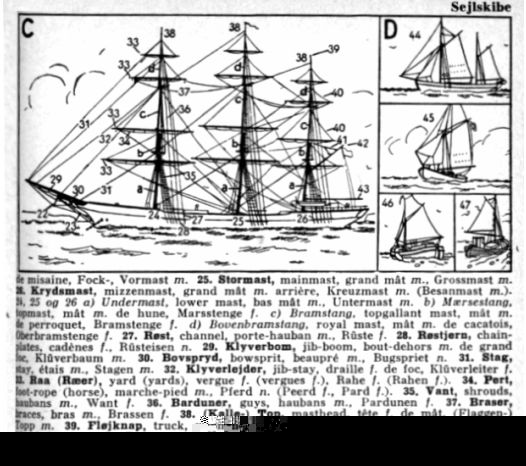 Sejlskibe
C
D
38
38
38
39
33
33
44
37
36
33
40
31
32
34
40
45
33
41
42
29
30
31
35
43
22
23
24
27
25
26
28
46
47
de misaine, Fock-, Vormast m. 25. Stormast, mainmast, grand mât m., Grossmast m.
26. Krydsmast, mizzenmast, grand mât m. arrière, Kreuzmast m. (Besanmast m.).
24, 25 og 26 a) Undermast, lower mast, bas mât m., Untermast m. b) Mærsestang,
topmast, mât m. de hune, Marsstenge f. c) Bramstang, topgallant mast, mât m.
de perroquet, Bramstenge f. d) Bovenbramstang, royal mast, mât m. de cacatois,
Oberbramstenge f. 27. Røst, channel, porte-hauban m., Rüste f. 28. Røstjern, chain-
plates, cadènes f., Rüsteisen n. 29. Klyverbom, jib-boom, bout-dehors m. de grand
foc, Klüverbaum m. 30. Bovspryd, bowsprit, beaupré m., Bugspriet n. 31. Stag,
stay, étais m., Stagen m. 32. Klyverlejder, jib-stay, draille f. de foc, Klüverleiter f.
33. Raa (Ræer), yard (yards), vergue f. (vergues f.), Rahe f. (Rahen f.). 34. Pert,
foot-rope (horse), marche-pied m., Pferd n. (Peerd f., Pard f.). 35. Vant, shrouds,
haubans m., Want f. 36. Barduner, guys, haubans m., Pardunen f. 37. Braser,
braces, bras m., Brassen f. 38. (Kalle-) Top, masthead, tête f. de mât, (Flaggen-)
Topp m. 39. Fløjknap, truck,